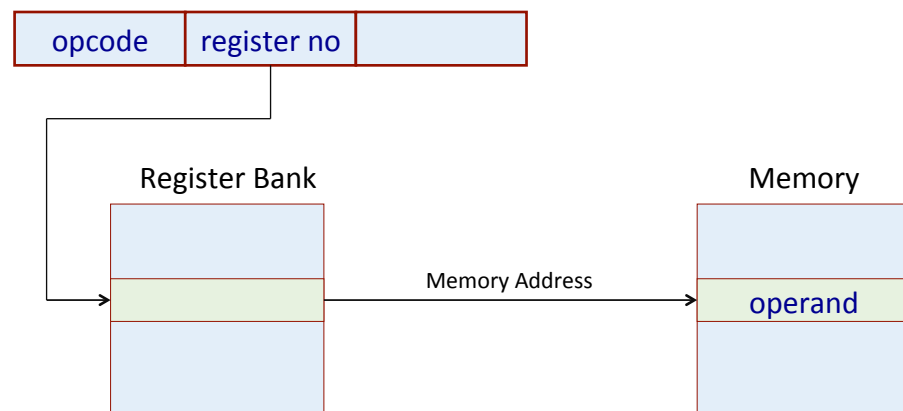 opcode register no
Register Bank Memory
Memory Address
operand